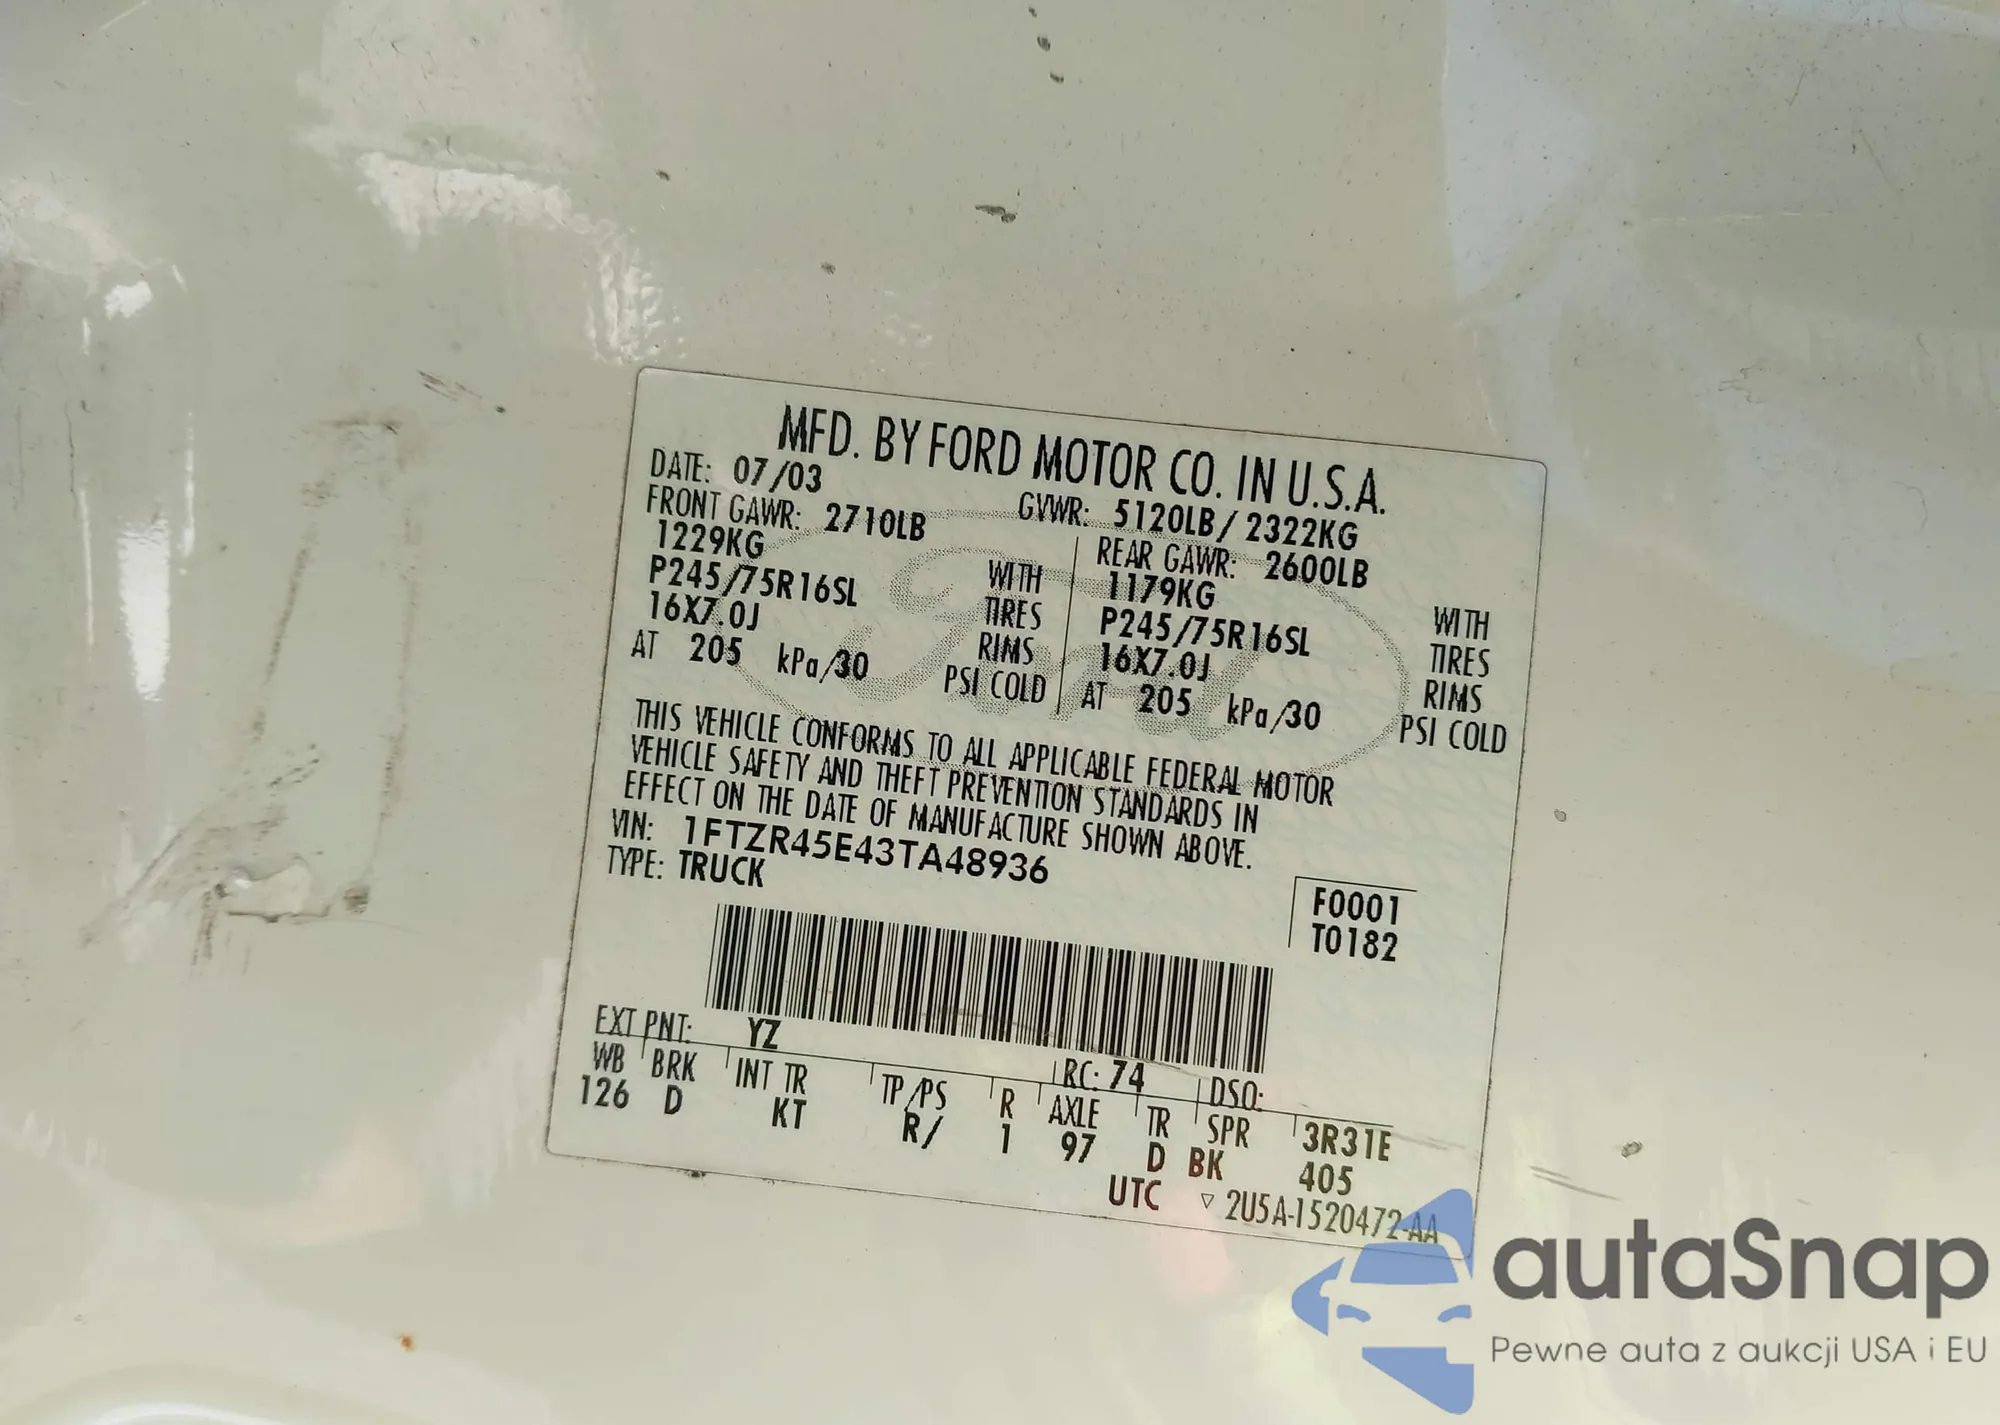 MFD. BY FORD MOTOR CO. IN U.S.A.
DATE: 07/03 GVWR: 5120LB/ 2322KG
FRONT GAWR: 2710LB REAR GAWR: 2600LB
1229KG WITH 1179KG WITH
P245/75R16SL TIRES P245/75R16SL TIRES
16X7.0J RIMS 16X7.0J RIMS
AT 205 kPa/30 PSI COLD AT 205 kPa/30 PSI COLD
THIS VEHICLE CONFORMS TO ALL APPLICABLE FEDERAL MOTOR
VEHICLE SAFETY AND THEFT PREVENTION STANDARDS IN
EFFECT ON THE DATE OF MANUFACTURE SHOWN ABOVE.
VIN: 1FTZR45E43TA48936
TYPE: TRUCK
F0001
T0182
EXT PNT: YZ RC: 74 DSO:
WB BRK INT TR TP/PS R AXLE TR SPR 3R31E
126 D KT R/ 1 97 D BK 405
UTC ▽ 2U5A-1520472-AA
Ford
autaSnap
Pewne auta z aukcji USA i EU